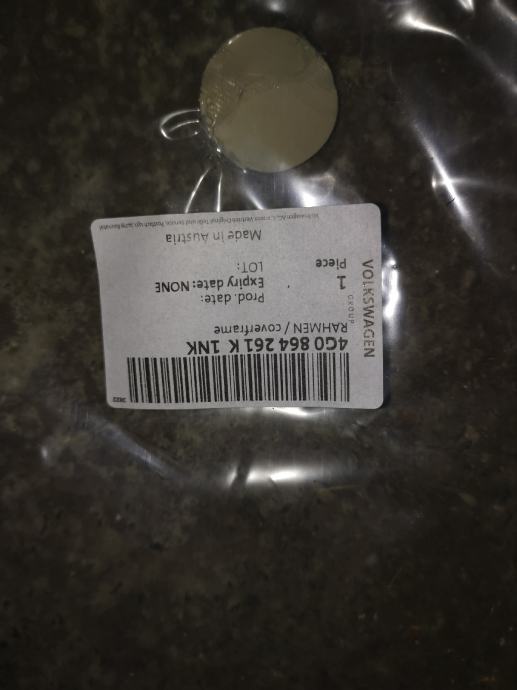 3622
4G0 864 261 K 1NK
RAHMEN / coverframe
Prod. date:
Expiry date: NONE
LOT:
1
Piece
Made in Austria
VOLKSWAGEN
GROUP